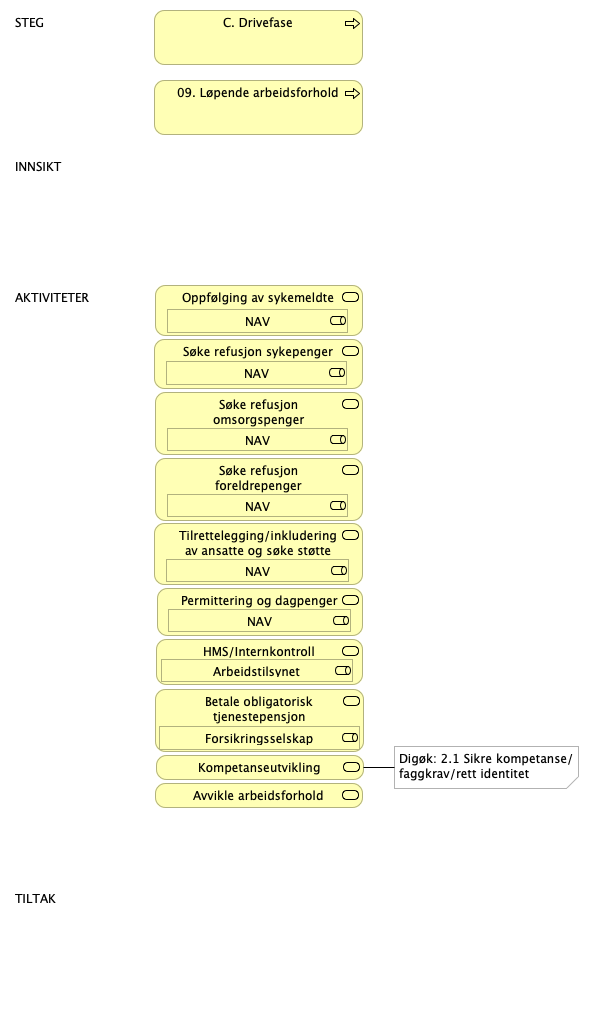 STEG
C. Drivefase
09. Løpende arbeidsforhold
INNSIKT
AKTIVITETER
Oppfølging av sykemeldte
NAV
Søke refusjon sykepenger
NAV
Søke refusjon
omsorgspenger
NAV
Søke refusjon
foreldrepenger
NAV
Tilrettelegging/inkludering
av ansatte og søke støtte
NAV
Permittering og dagpenger
NAV
HMS/Internkontroll
Arbeidstilsynet
Betale obligatorisk
tjenestepensjon
Forsikringsselskap
Kompetanseutvikling
Digøk: 2.1 Sikre kompetanse/
faggkrav/rett identitet
Avvikle arbeidsforhold
TILTAK